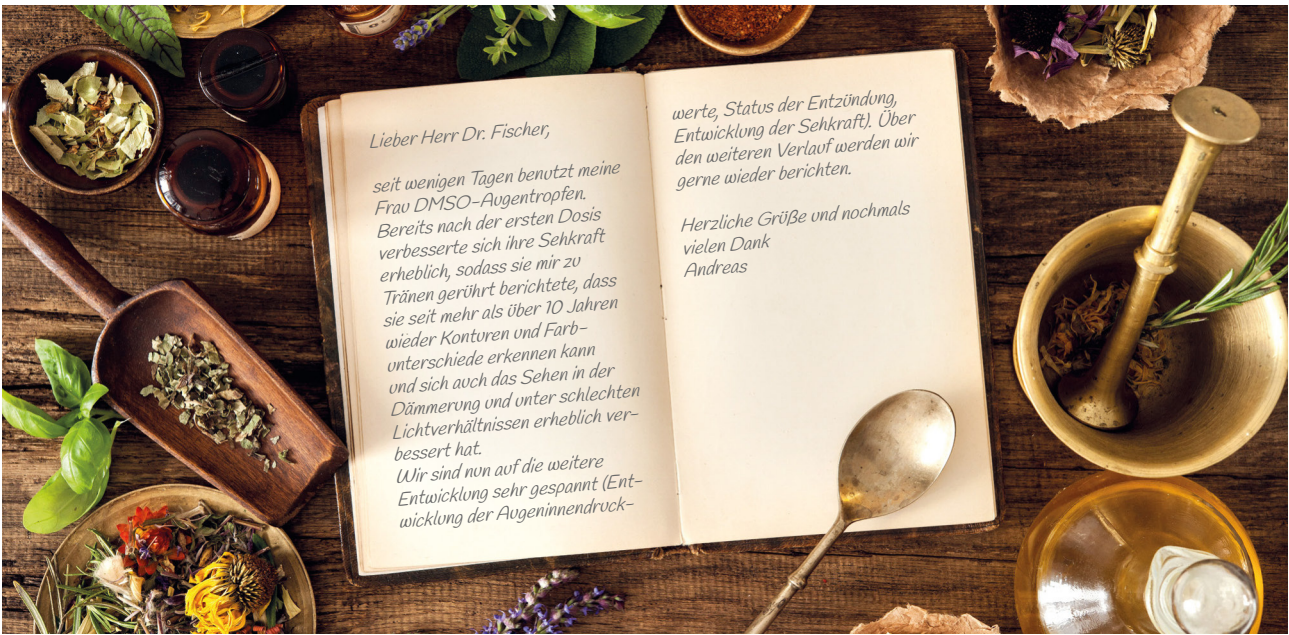 Lieber Herr Dr. Fischer,
seit wenigen Tagen benutzt meine
Frau DMSO-Augentropfen.
Bereits nach der ersten Dosis
verbesserte sich ihre Sehkraft
erheblich, sodass sie mir zu
Tränen gerührt berichtete, dass
sie seit mehr als über 10 Jahren
wieder Konturen und Farb-
unterschiede erkennen kann
und sich auch das Sehen in der
Dämmerung und unter schlechten
Lichtverhältnissen erheblich ver-
bessert hat.
Wir sind nun auf die weitere
Entwicklung sehr gespannt (Ent-
wicklung der Augeninnendruck-
werte, Status der Entzündung,
Entwicklung der Sehkraft). Über
den weiteren Verlauf werden wir
gerne wieder berichten.
Herzliche Grüße und nochmals
vielen Dank
Andreas